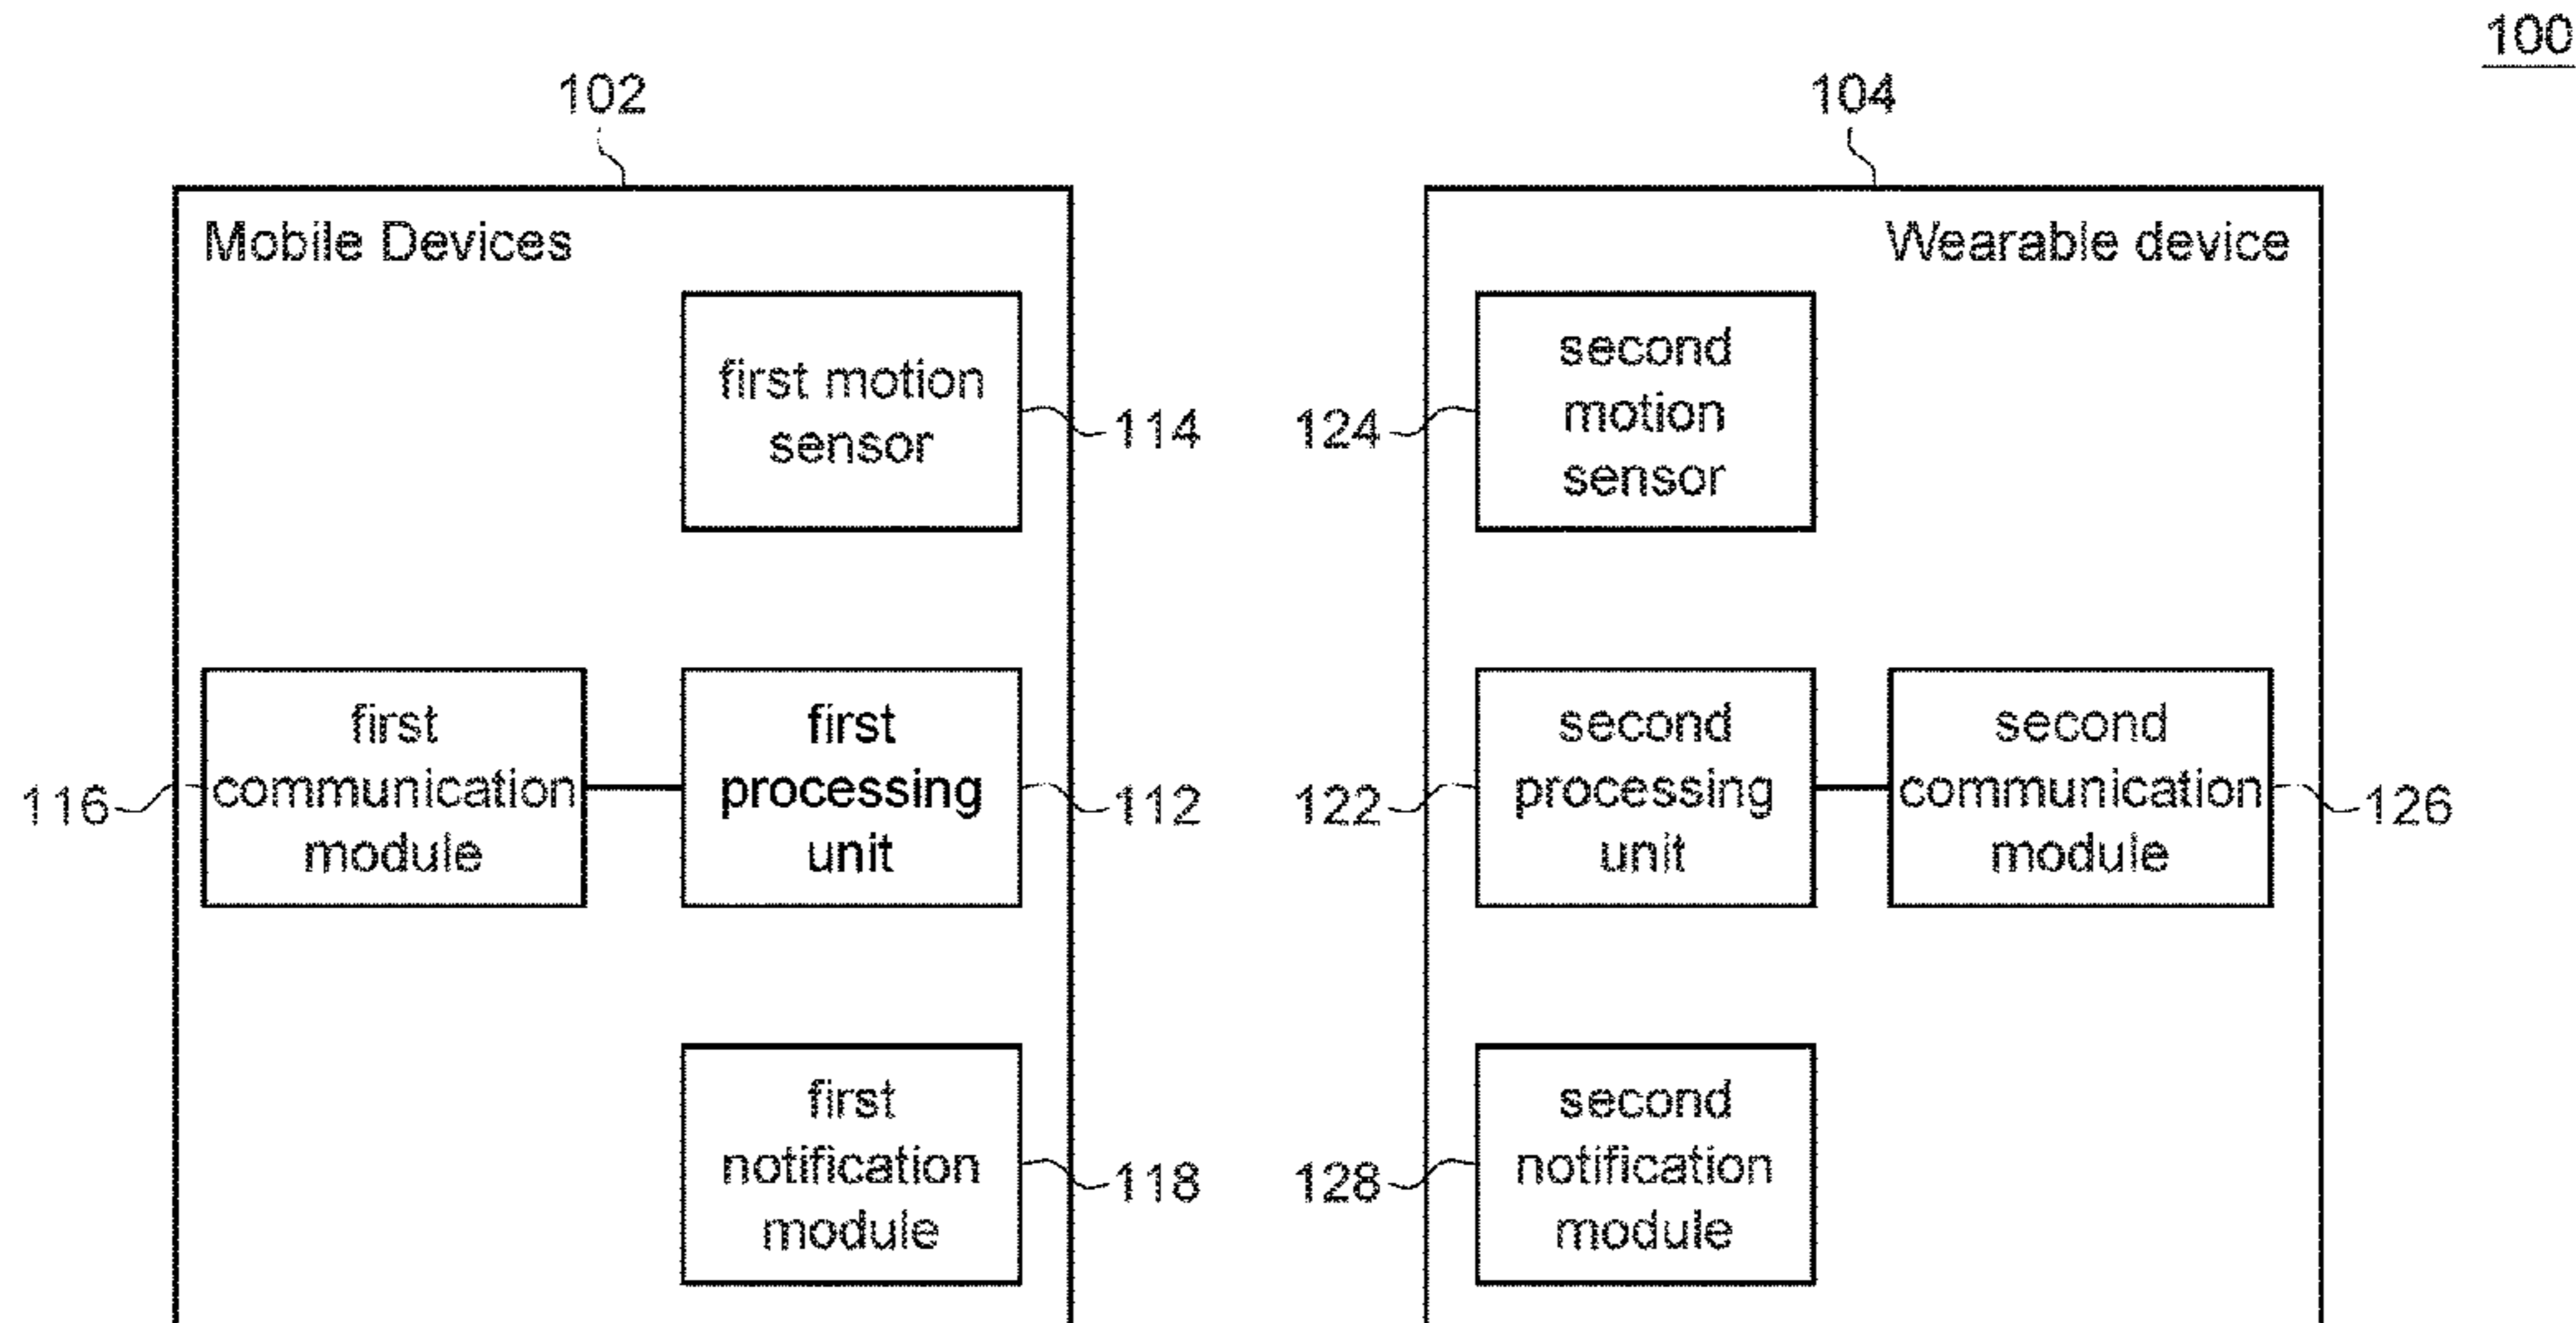 100
102
104
Mobile Devices
Wearable device
first motion
sensor
114
124
second
motion
sensor
116
first
communication
module
first
processing
unit
112
122
second
processing
unit
second
communication
module
126
first
notification
module
118
128
second
notification
module